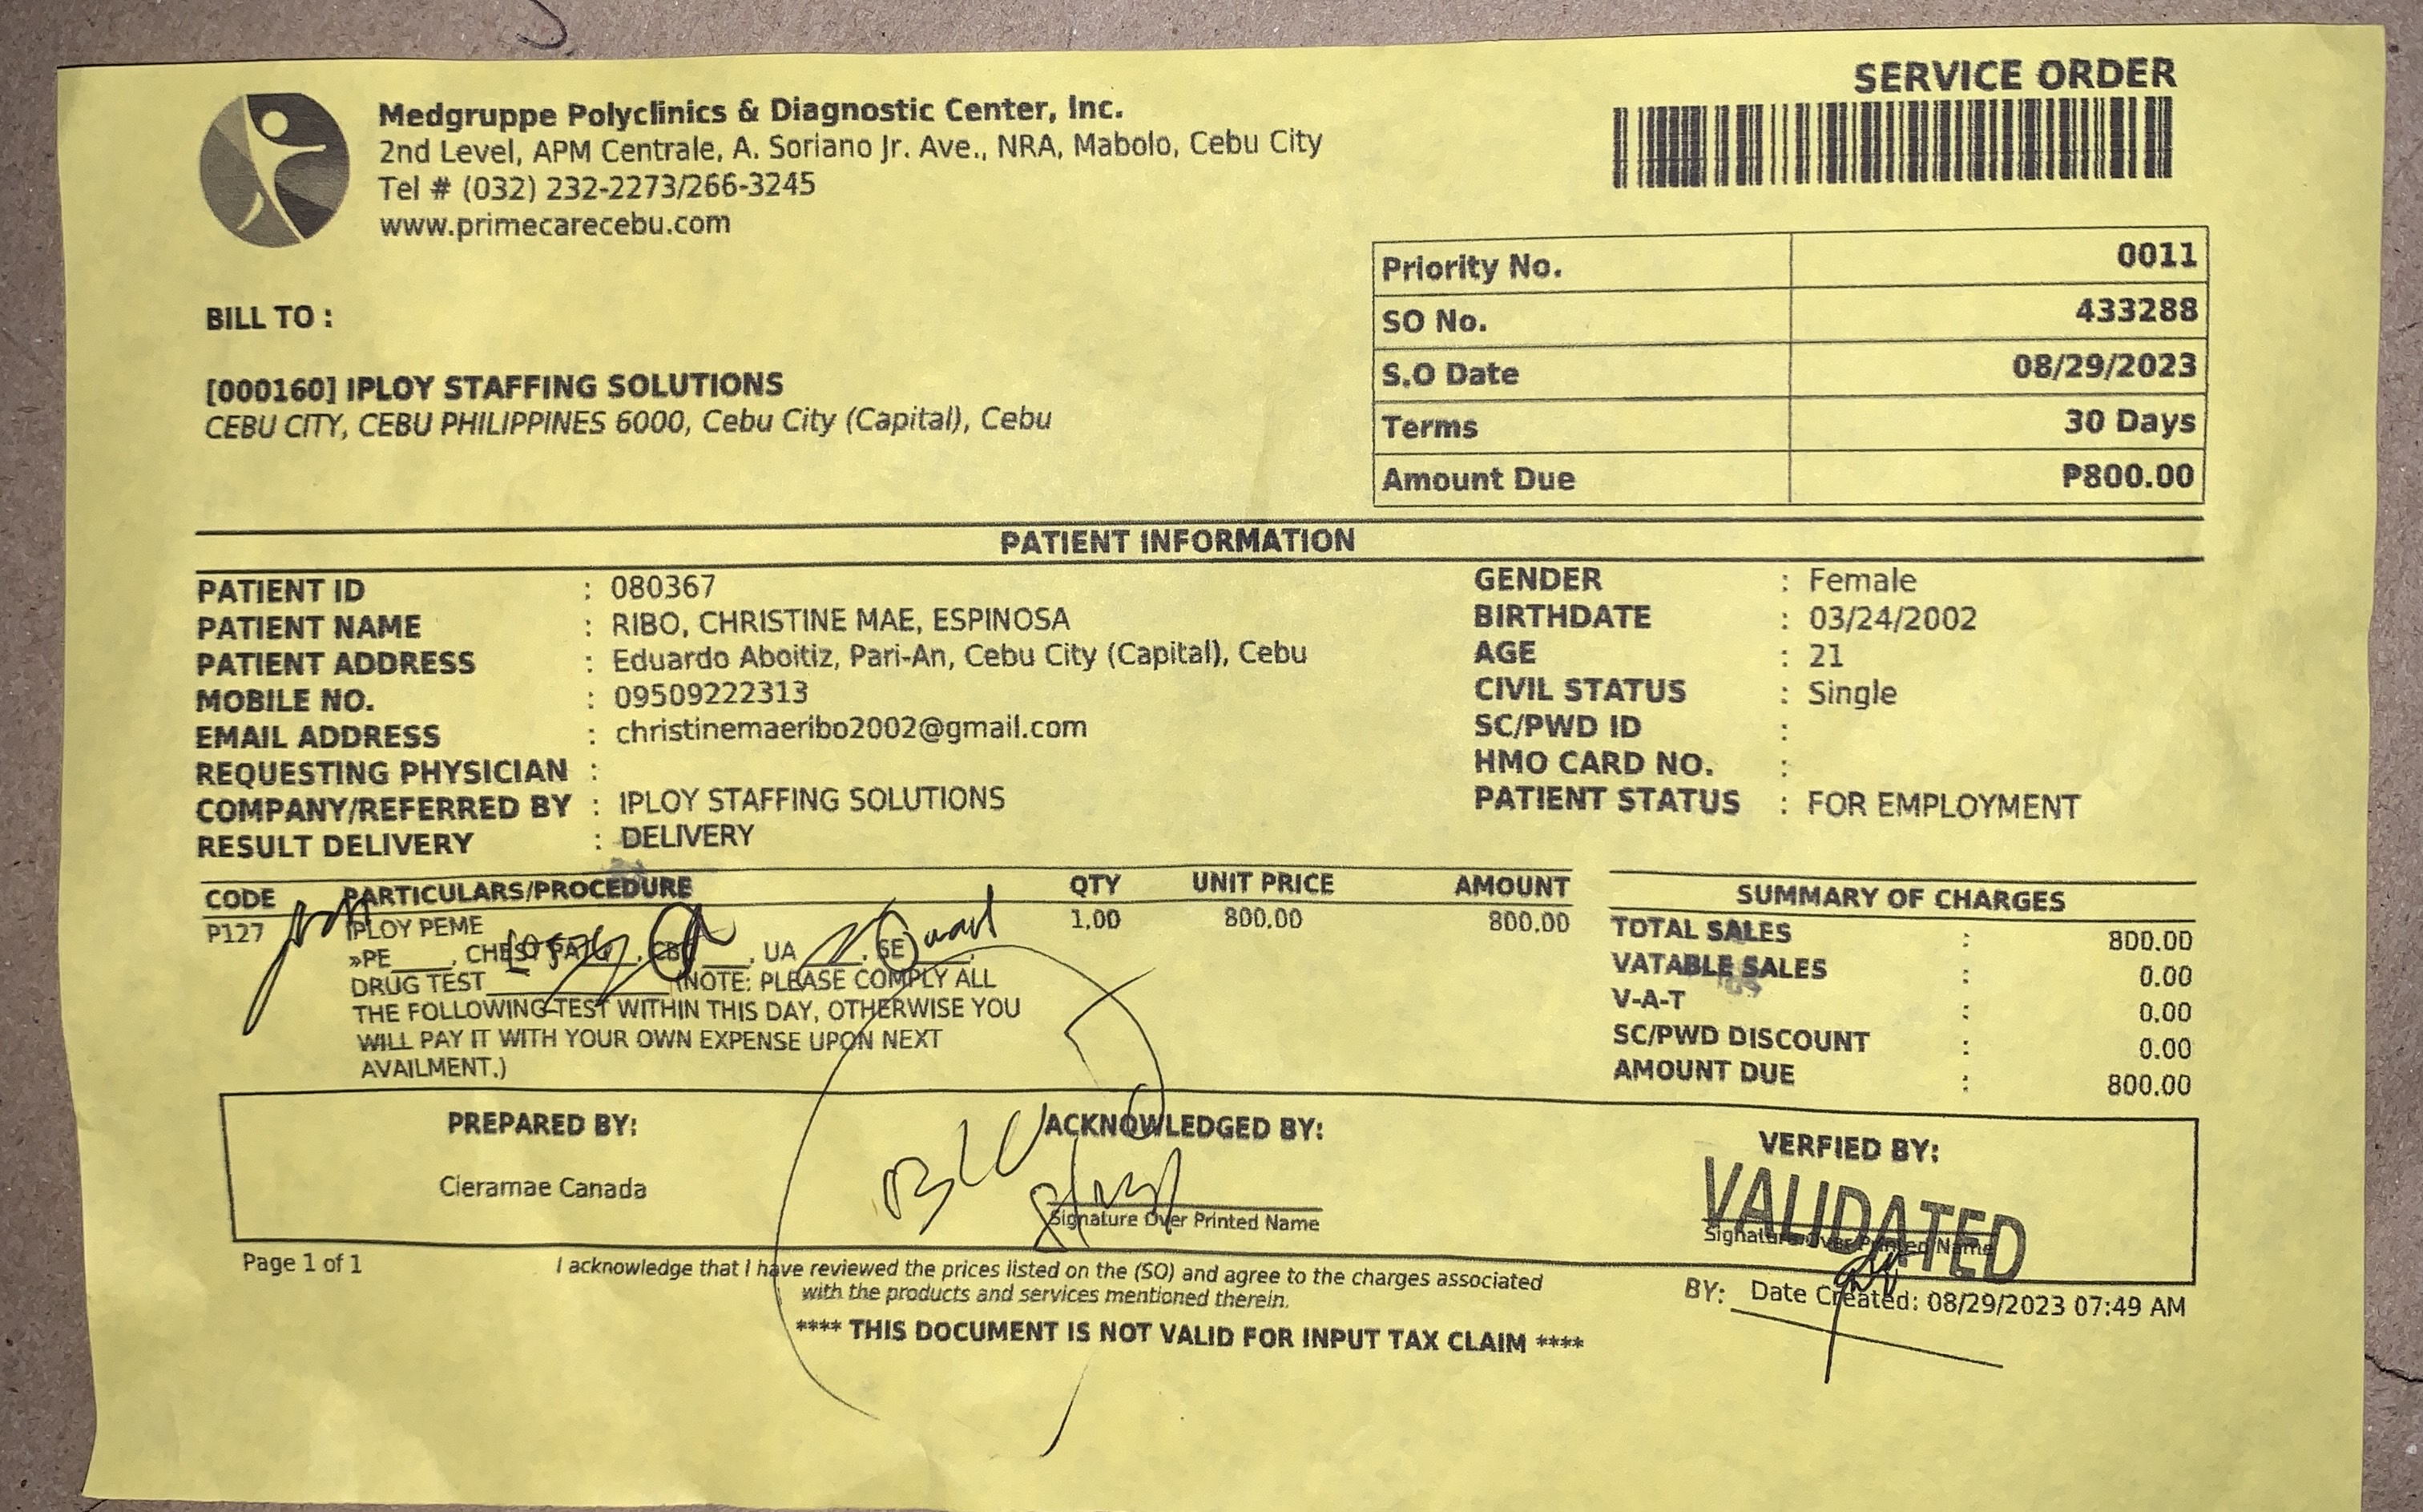 SERVICE ORDER
Medgruppe Polyclinics & Diagnostic Center, Inc.
2nd Level, APM Centrale, A. Soriano Jr. Ave., NRA, Mabolo, Cebu City
Tel # (032) 232-2273/266-3245
www.primecarecebu.com
Priority No. 0011
SO No. 433288
S.O Date 08/29/2023
Terms 30 Days
Amount Due ₱800.00
BILL TO :
[000160] IPLOY STAFFING SOLUTIONS
CEBU CITY, CEBU PHILIPPINES 6000, Cebu City (Capital), Cebu
PATIENT INFORMATION
PATIENT ID : 080367
PATIENT NAME : RIBO, CHRISTINE MAE, ESPINOSA
PATIENT ADDRESS : Eduardo Aboitiz, Pari-An, Cebu City (Capital), Cebu
MOBILE NO. : 09509222313
EMAIL ADDRESS : christinemaeribo2002@gmail.com
REQUESTING PHYSICIAN :
COMPANY/REFERRED BY : IPLOY STAFFING SOLUTIONS
RESULT DELIVERY : DELIVERY
GENDER : Female
BIRTHDATE : 03/24/2002
AGE : 21
CIVIL STATUS : Single
SC/PWD ID :
HMO CARD NO. :
PATIENT STATUS : FOR EMPLOYMENT
CODE PARTICULARS/PROCEDURE QTY UNIT PRICE AMOUNT
P127 IPLOY PEME 1.00 800.00 800.00
»PE____, CHEST PA____, CBC____, UA____, SE____,
DRUG TEST____________(NOTE: PLEASE COMPLY ALL
THE FOLLOWING TEST WITHIN THIS DAY, OTHERWISE YOU
WILL PAY IT WITH YOUR OWN EXPENSE UPON NEXT
AVAILMENT.)
SUMMARY OF CHARGES
TOTAL SALES : 800.00
VATABLE SALES : 0.00
V-A-T : 0.00
SC/PWD DISCOUNT : 0.00
AMOUNT DUE : 800.00
PREPARED BY:
Cieramae Canada
ACKNOWLEDGED BY:
Signature Over Printed Name
VERFIED BY:
VALIDATED
Signature Over Printed Name
BY:
Page 1 of 1
I acknowledge that I have reviewed the prices listed on the (SO) and agree to the charges associated
with the products and services mentioned therein.
Date Created: 08/29/2023 07:49 AM
**** THIS DOCUMENT IS NOT VALID FOR INPUT TAX CLAIM ****